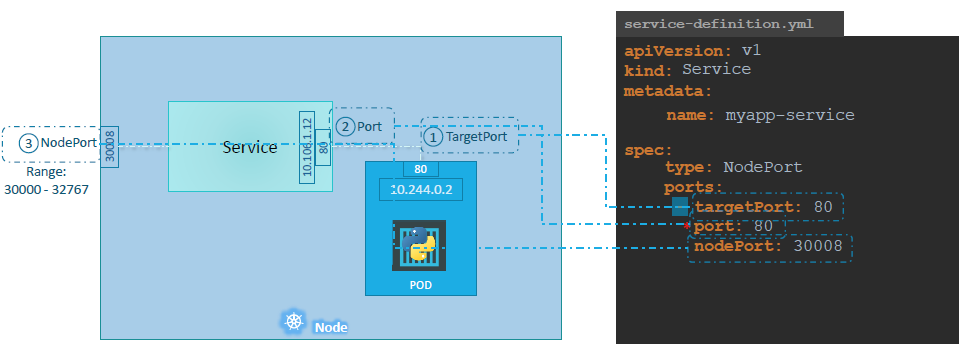 service-definition.yml
apiVersion: v1
kind: Service
metadata:
name: myapp-service
spec:
type: NodePort
ports:
targetPort: 80
port: 80
nodePort: 30008
3 NodePort
Range:
30000 - 32767
30008
Service
10.106.1.12
80
2 Port
1 TargetPort
80
10.244.0.2
POD
Node